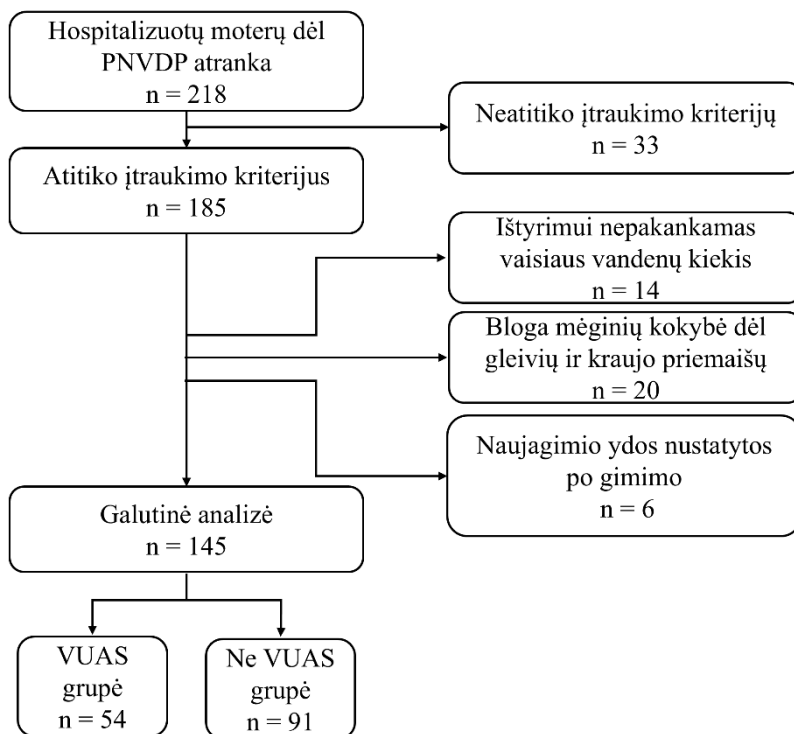 Hospitalizuotų moterų dėl
PNVDP atranka
n = 218
Neatitiko įtraukimo kriterijų
n = 33
Atitiko įtraukimo kriterijus
n = 185
Ištyrimui nepakankamas
vaisiaus vandenų kiekis
n = 14
Bloga mėginių kokybė dėl
gleivių ir kraujo priemaišų
n = 20
Naujagimio ydos nustatytos
po gimimo
n = 6
Galutinė analizė
n = 145
VUAS
grupė
n = 54
Ne VUAS
grupė
n = 91